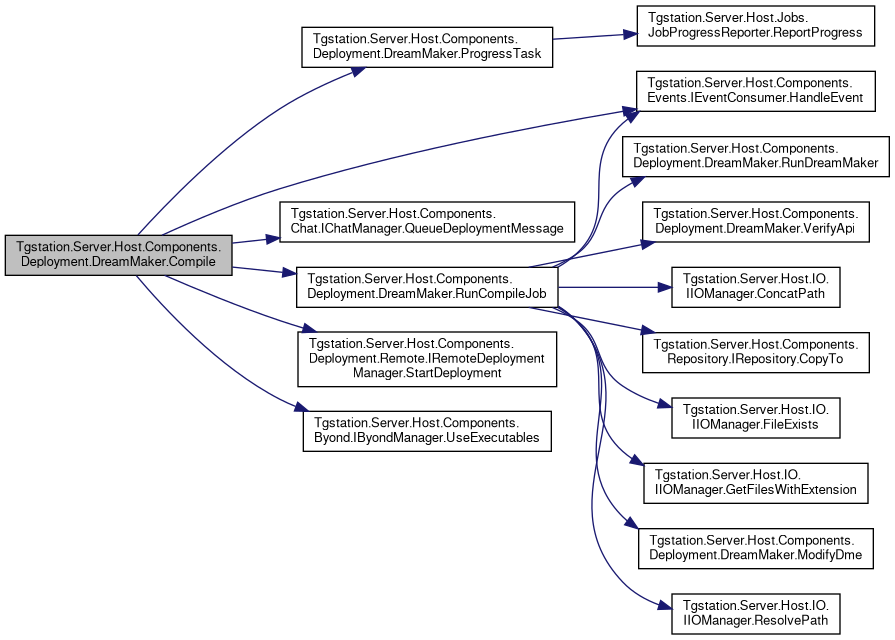 Tgstation.Server.Host.Components.
Deployment.DreamMaker.Compile
Tgstation.Server.Host.Components.
Deployment.DreamMaker.ProgressTask
Tgstation.Server.Host.Jobs.
JobProgressReporter.ReportProgress
Tgstation.Server.Host.Components.
Events.IEventConsumer.HandleEvent
Tgstation.Server.Host.Components.
Chat.IChatManager.QueueDeploymentMessage
Tgstation.Server.Host.Components.
Deployment.DreamMaker.RunCompileJob
Tgstation.Server.Host.Components.
Deployment.DreamMaker.RunDreamMaker
Tgstation.Server.Host.Components.
Deployment.DreamMaker.VerifyApi
Tgstation.Server.Host.IO.
IIOManager.ConcatPath
Tgstation.Server.Host.Components.
Repository.IRepository.CopyTo
Tgstation.Server.Host.IO.
IIOManager.FileExists
Tgstation.Server.Host.IO.
IIOManager.GetFilesWithExtension
Tgstation.Server.Host.Components.
Deployment.DreamMaker.ModifyDme
Tgstation.Server.Host.IO.
IIOManager.ResolvePath
Tgstation.Server.Host.Components.
Deployment.Remote.IRemoteDeployment
Manager.StartDeployment
Tgstation.Server.Host.Components.
Byond.IByondManager.UseExecutables